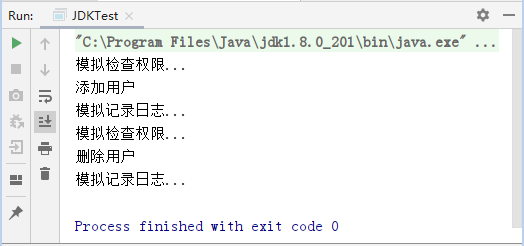 Run: JDKTest
"C:\Program Files\Java\jdk1.8.0_201\bin\java.exe" ...
模拟检查权限...
添加用户
模拟记录日志...
模拟检查权限...
删除用户
模拟记录日志...
Process finished with exit code 0